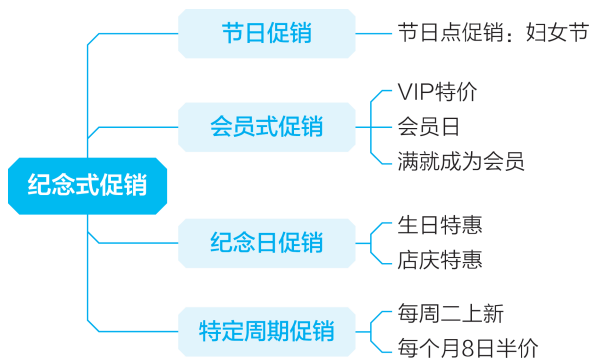 纪念式促销
节日促销
节日点促销：妇女节
会员式促销
VIP特价
会员日
满就成为会员
纪念日促销
生日特惠
店庆特惠
特定周期促销
每周二上新
每个月8日半价